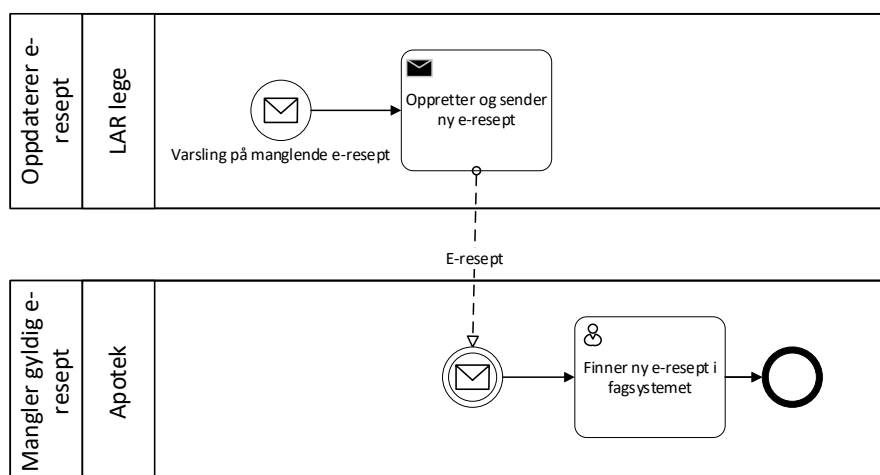 Oppdaterer e-
resept
LAR lege
Oppretter og sender
ny e-resept
Varsling på manglende e-resept
E-resept
Mangler gyldig e-
resept
Apotek
Finner ny e-resept i
fagsystemet